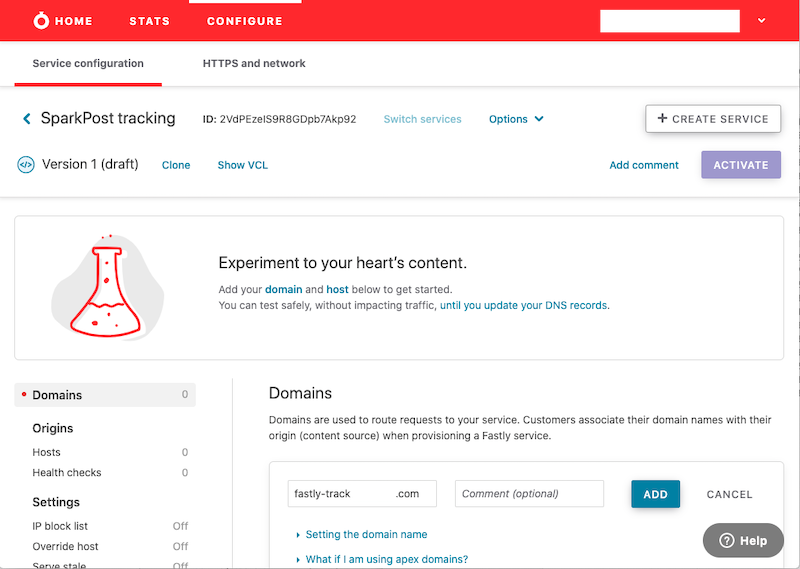 HOME STATS CONFIGURE
Service configuration HTTPS and network
SparkPost tracking ID: 2VdPEzelS9R8GDpb7Akp92 Switch services Options + CREATE SERVICE
Version 1 (draft) Clone Show VCL Add comment ACTIVATE
Experiment to your heart's content.
Add your domain and host below to get started.
You can test safely, without impacting traffic, until you update your DNS records.
Domains 0
Origins
Hosts 0
Health checks 0
Settings
IP block list Off
Override host Off
Serve stale Off
Domains
Domains are used to route requests to your service. Customers associate their domain names with their
origin (content source) when provisioning a Fastly service.
fastly-track .com Comment (optional) ADD CANCEL
Setting the domain name
What if I am using apex domains?
Help